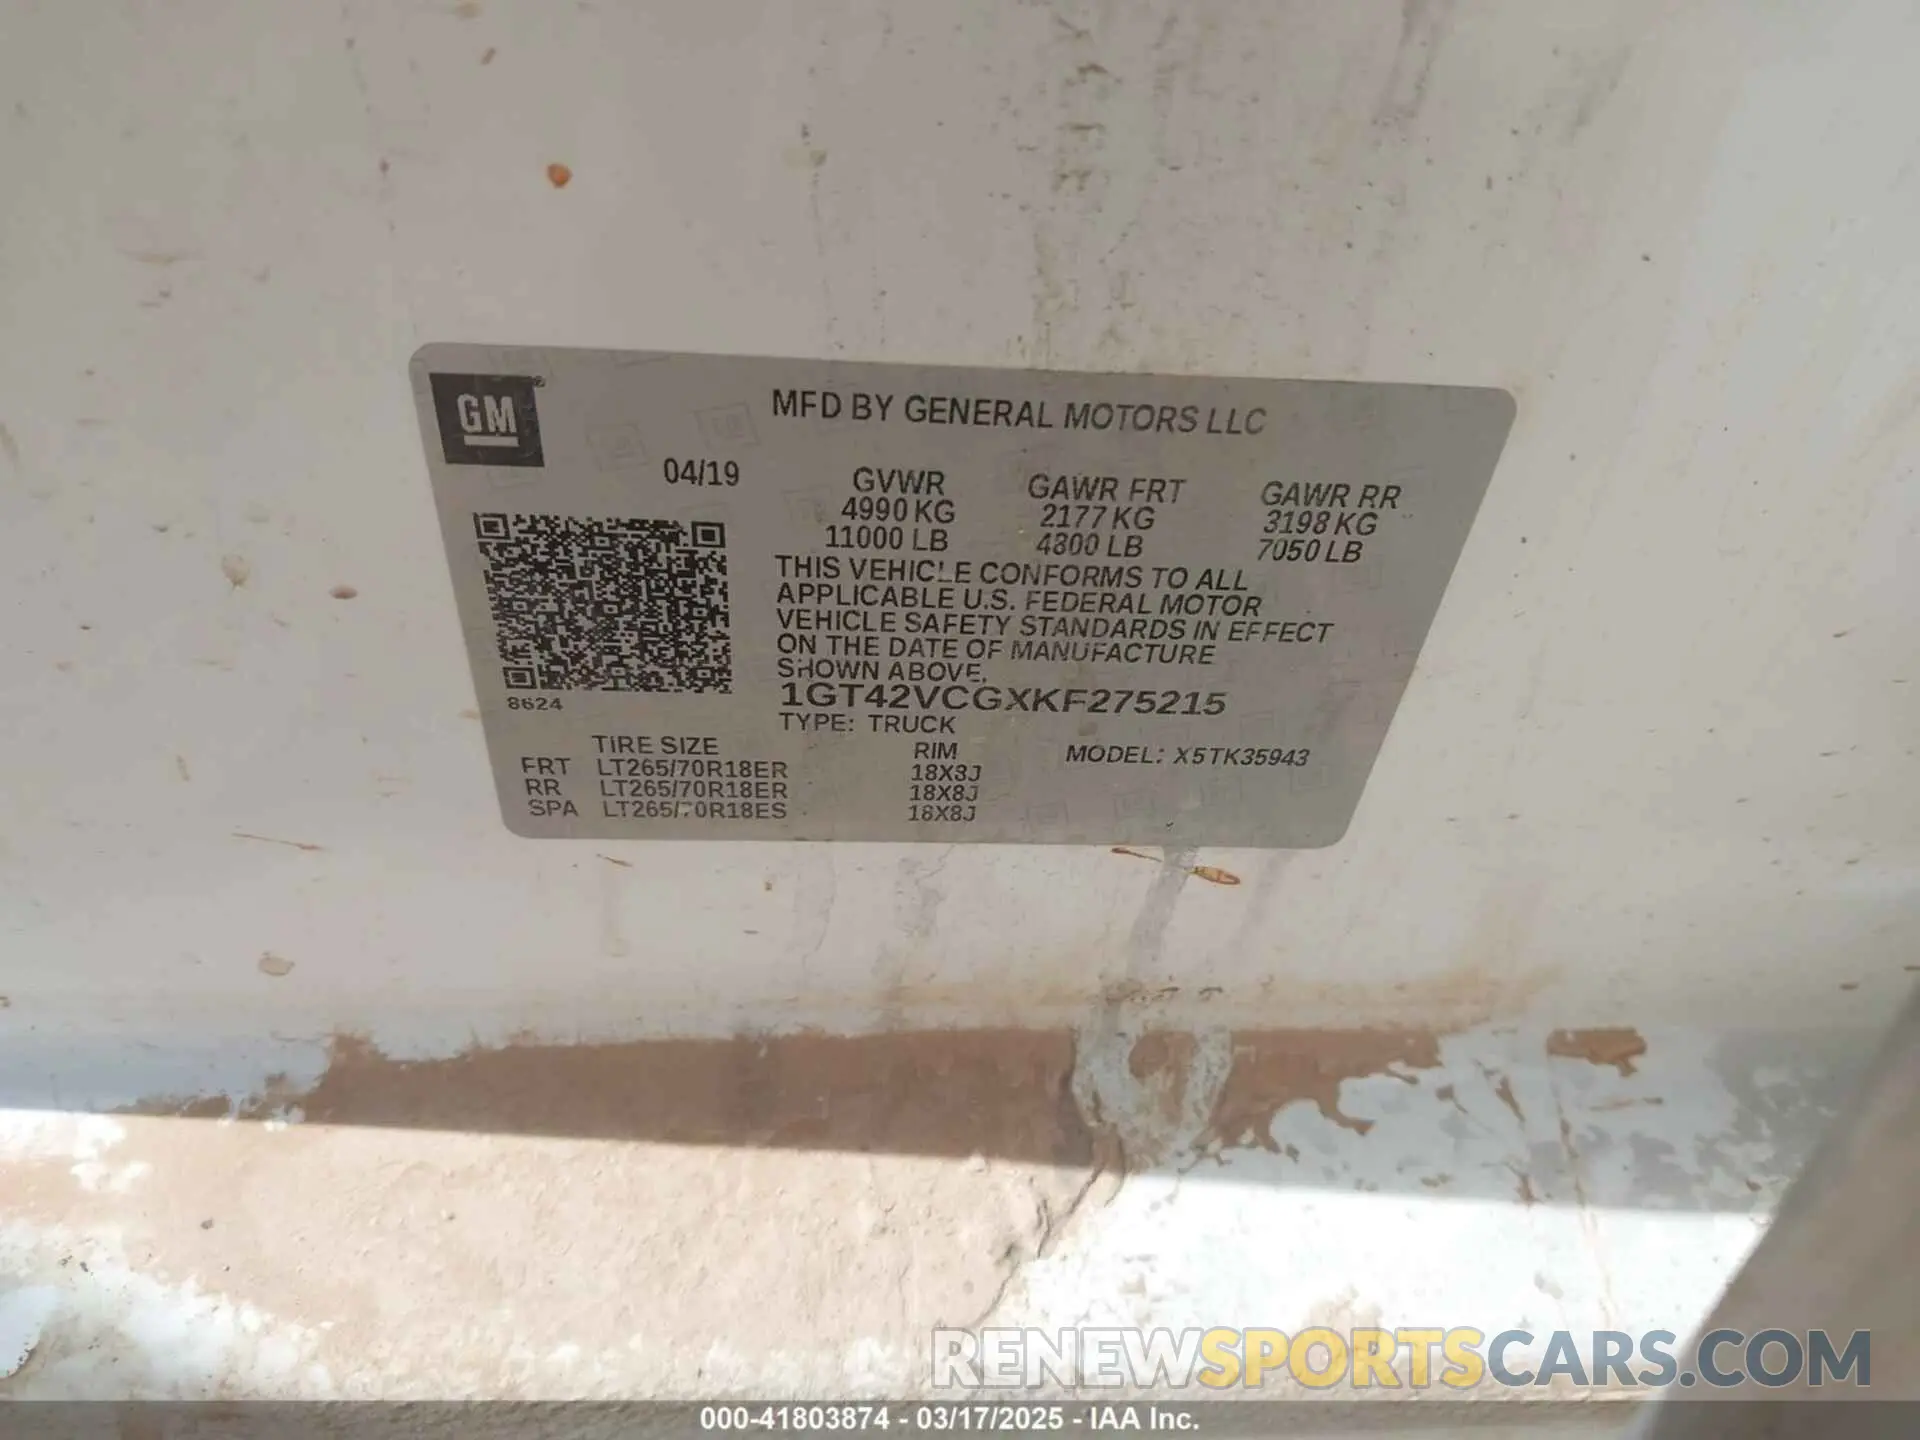 GM
MFD BY GENERAL MOTORS LLC
04/19
GVWR GAWR FRT GAWR RR
4990 KG 2177 KG 3198 KG
11000 LB 4800 LB 7050 LB
THIS VEHICLE CONFORMS TO ALL
APPLICABLE U.S. FEDERAL MOTOR
VEHICLE SAFETY STANDARDS IN EFFECT
ON THE DATE OF MANUFACTURE
SHOWN ABOVE.
8624
1GT42VCGXKF275215
TYPE: TRUCK
TIRE SIZE RIM MODEL: X5TK35943
FRT LT265/70R18ER 18X8J
RR LT265/70R18ER 18X8J
SPA LT265/70R18ES 18X8J
RENEWSPORTSCARS.COM
000-41803874 - 03/17/2025 - IAA Inc.